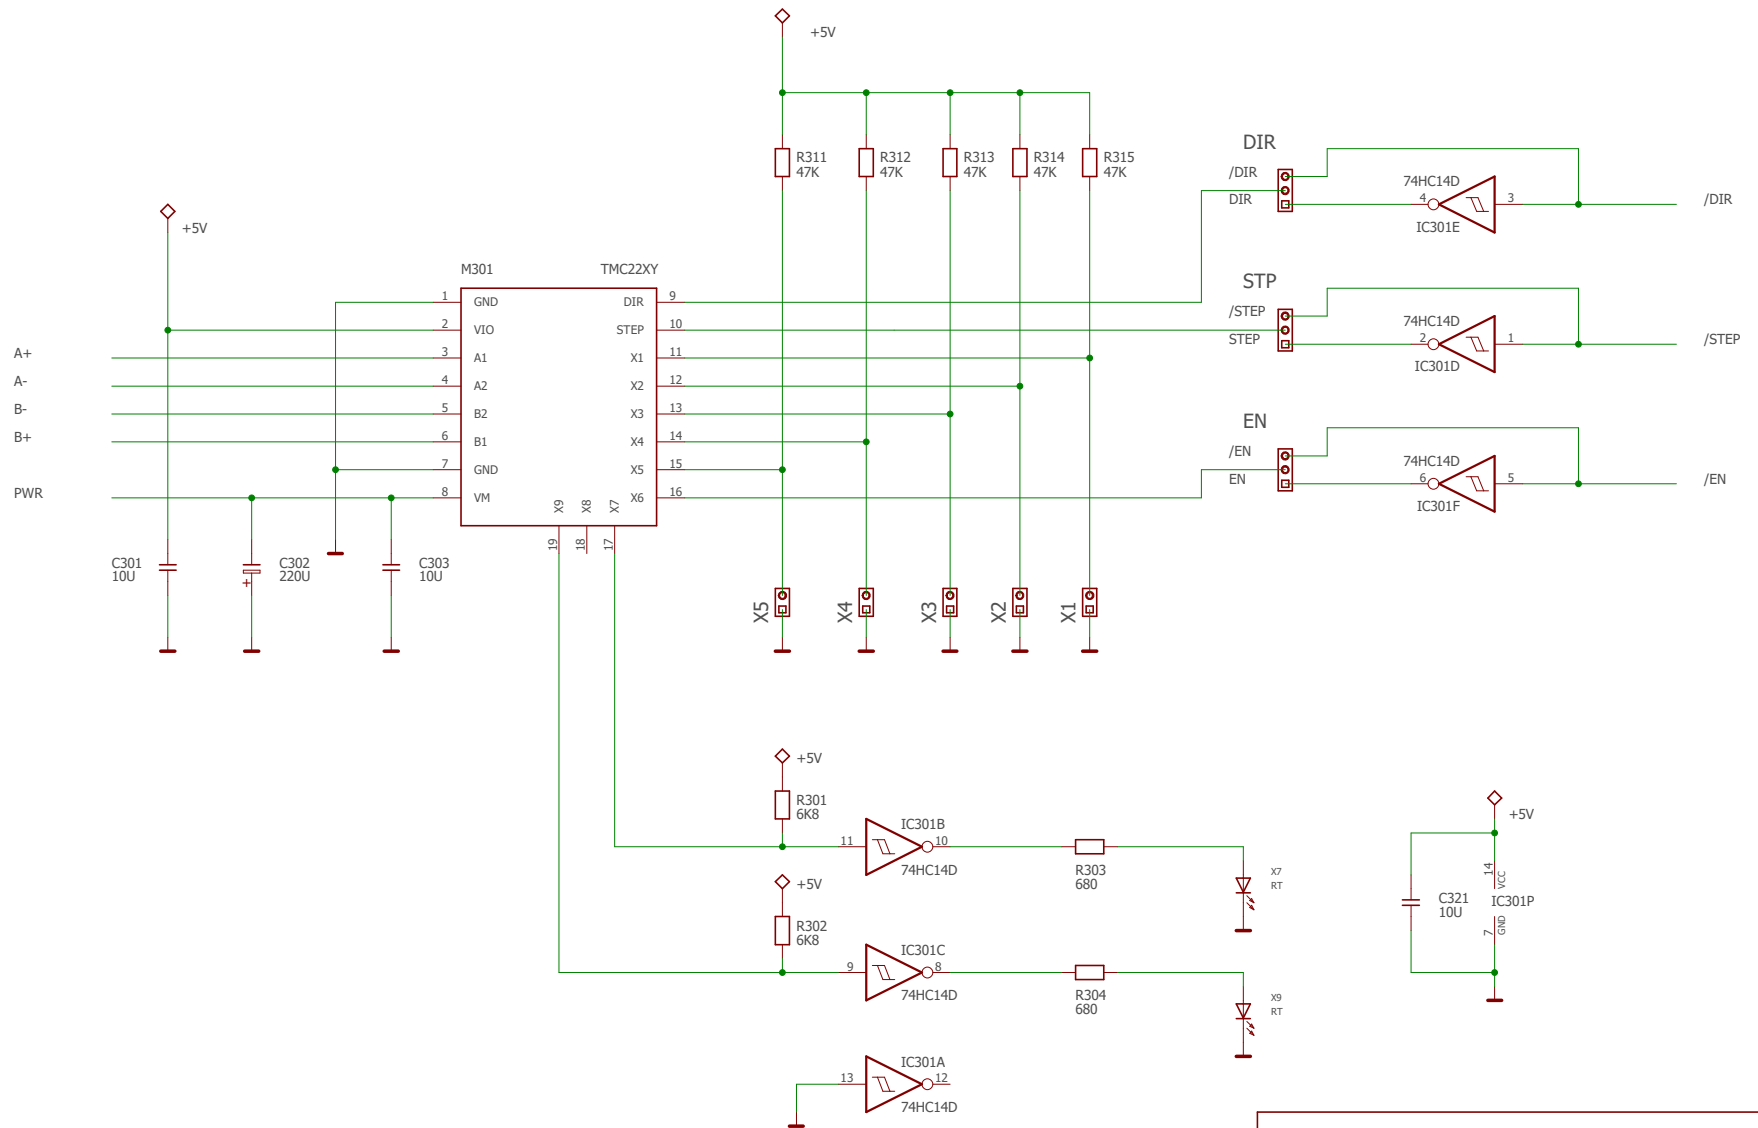 +5V
DIR
R311
47K
R312
47K
R313
47K
R314
47K
R315
47K
/DIR
DIR
74HC14D
4
3
IC301E
/DIR
+5V
M301
TMC22XY
STP
/STEP
STEP
74HC14D
2
1
IC301D
/STEP
1
GND
DIR
9
2
VIO
STEP
10
A+
3
A1
X1
11
A-
4
A2
X2
12
B-
5
B2
X3
13
B+
6
B1
X4
14
7
GND
X5
15
PWR
8
VM
X6
16
X9
X8
X7
19
18
17
EN
/EN
EN
74HC14D
6
5
IC301F
/EN
C301
10U
C302
220U
+
C303
10U
X5
X4
X3
X2
X1
+5V
R301
6K8
IC301B
11
10
74HC14D
R303
680
X7
RT
+5V
R302
6K8
IC301C
9
8
74HC14D
R304
680
X9
RT
+5V
C321
10U
14
VCC
IC301P
7
GND
IC301A
13
12
74HC14D